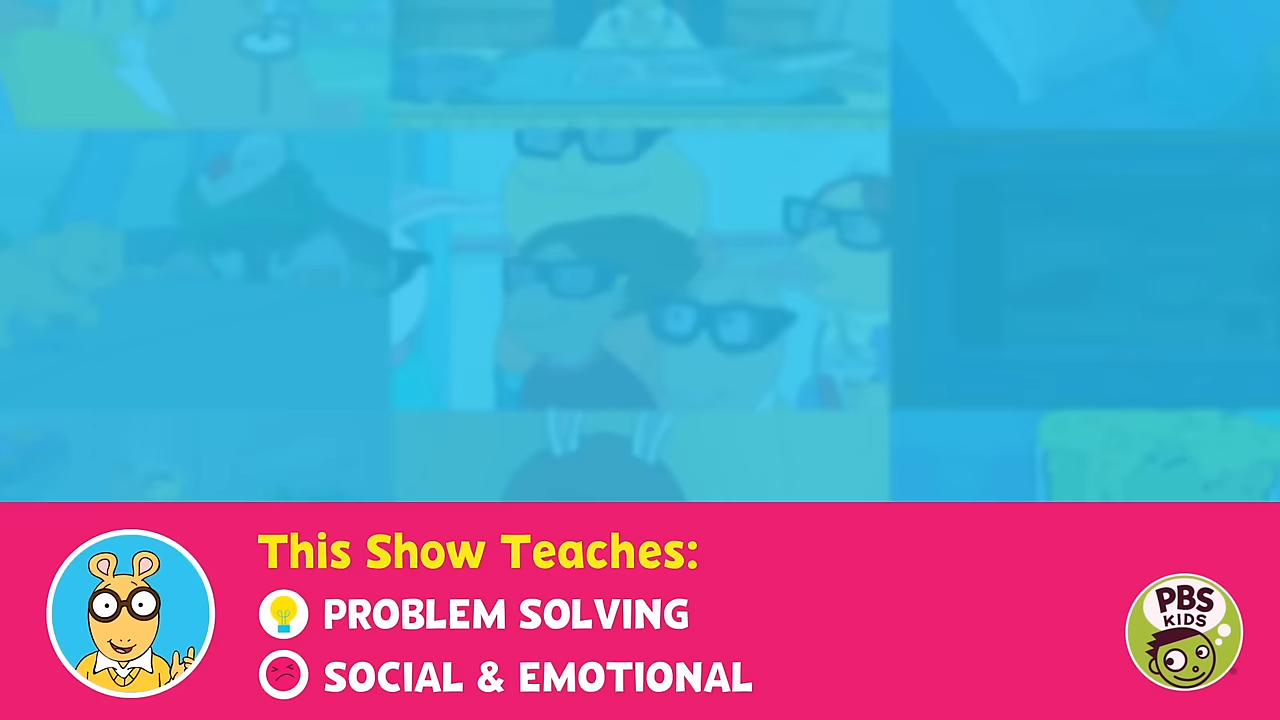 This Show Teaches:
PROBLEM SOLVING
SOCIAL & EMOTIONAL
PBS
KIDS